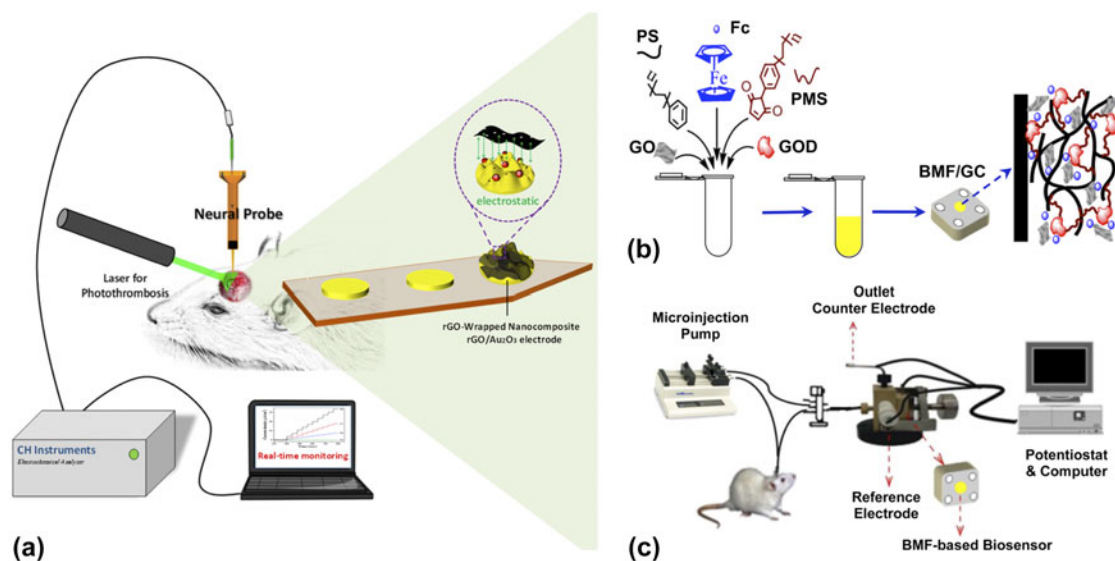 electrostatic
Neural Probe
Laser for
Photothrombosis
rGO-Wrapped Nanocomposite
rGO/Au₂O₃ electrode
CH Instruments
Electrochemical Analyzer
Real-time monitoring
(a)
PS
Fc
Fe
PMS
GO
GOD
BMF/GC
(b)
Outlet
Counter Electrode
Microinjection
Pump
Potentiostat
& Computer
Reference
Electrode
BMF-based Biosensor
(c)